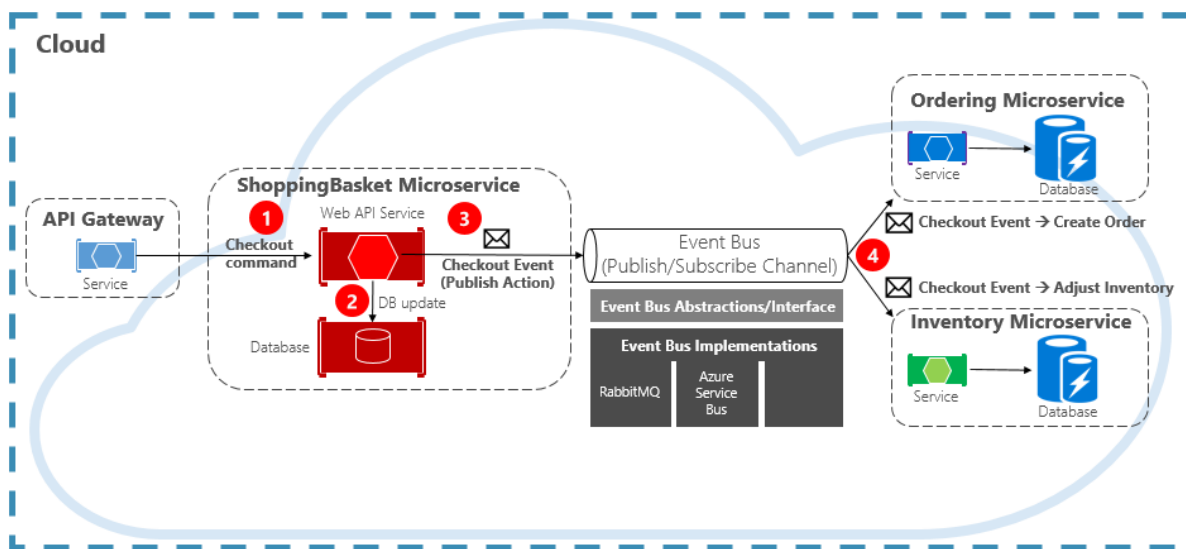 Cloud
API Gateway
Service
ShoppingBasket Microservice
1
Checkout
command
Web API Service
2
DB update
Database
3
Checkout Event
(Publish Action)
Event Bus
(Publish/Subscribe Channel)
Event Bus Abstractions/Interface
Event Bus Implementations
RabbitMQ
Azure
Service
Bus
4
Ordering Microservice
Service
Database
Checkout Event → Create Order
Checkout Event → Adjust Inventory
Inventory Microservice
Service
Database